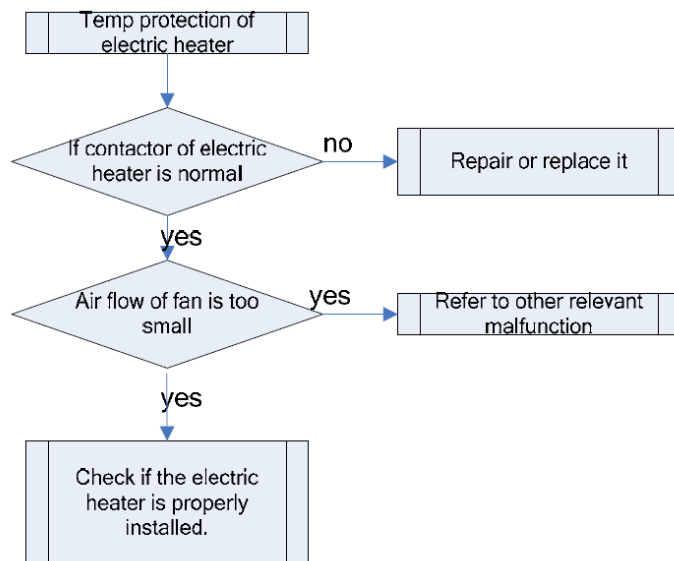 Temp protection of
electric heater
If contactor of electric
heater is normal
no
Repair or replace it
yes
Air flow of fan is too
small
yes
Refer to other relevant
malfunction
yes
Check if the electric
heater is properly
installed.